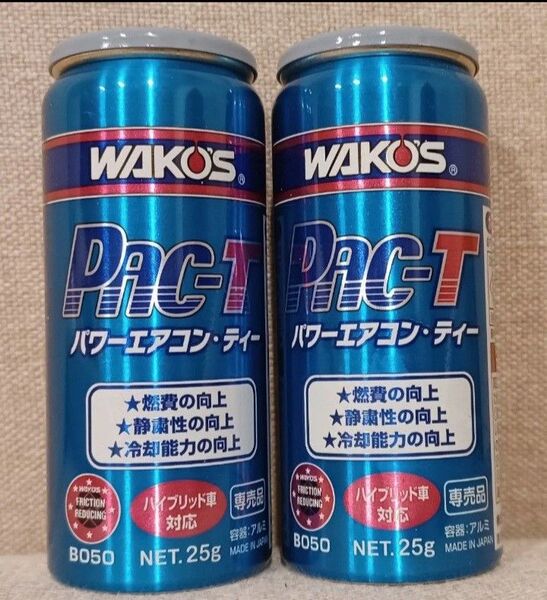 WAKO'S®
PAC-T
パワーエアコン・ティー
★燃費の向上
★静粛性の向上
★冷却能力の向上
WAKO'S
FRICTION
REDUCING
B050
ハイブリッド車
対応
NET.25g
専売品
容器:アルミ
MADE IN JAPAN
WAKO'S®
PAC-T
パワーエアコン・ティー
★燃費の向上
★静粛性の向上
★冷却能力の向上
WAKO'S
FRICTION
REDUCING
B050
ハイブリッド車
対応
NET.25g
専売品
容器:アルミ
MADE IN JAPAN